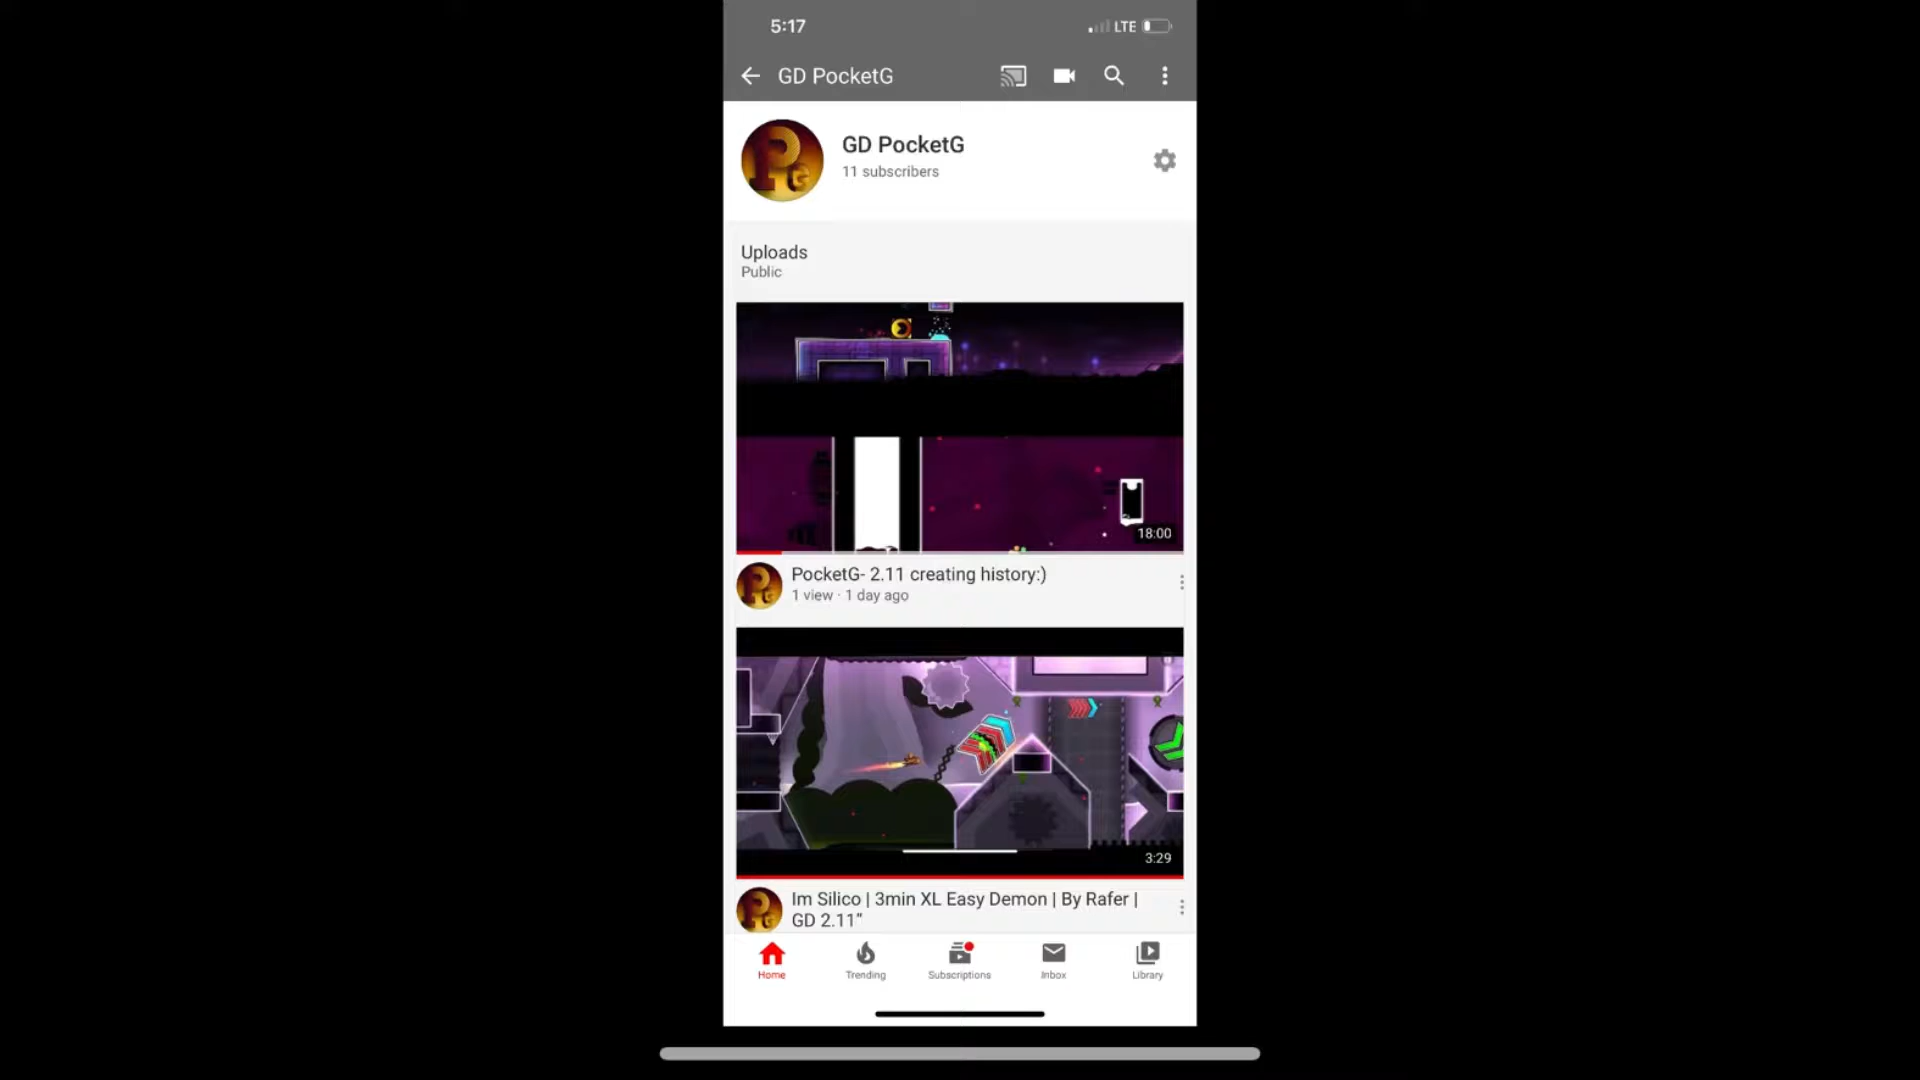 5:17
LTE
GD PocketG
GD PocketG
11 subscribers
Uploads
Public
18:00
PocketG- 2.11 creating history:)
1 view · 1 day ago
3:29
Im Silico | 3min XL Easy Demon | By Rafer |
GD 2.11“
Home
Trending
Subscriptions
Inbox
Library